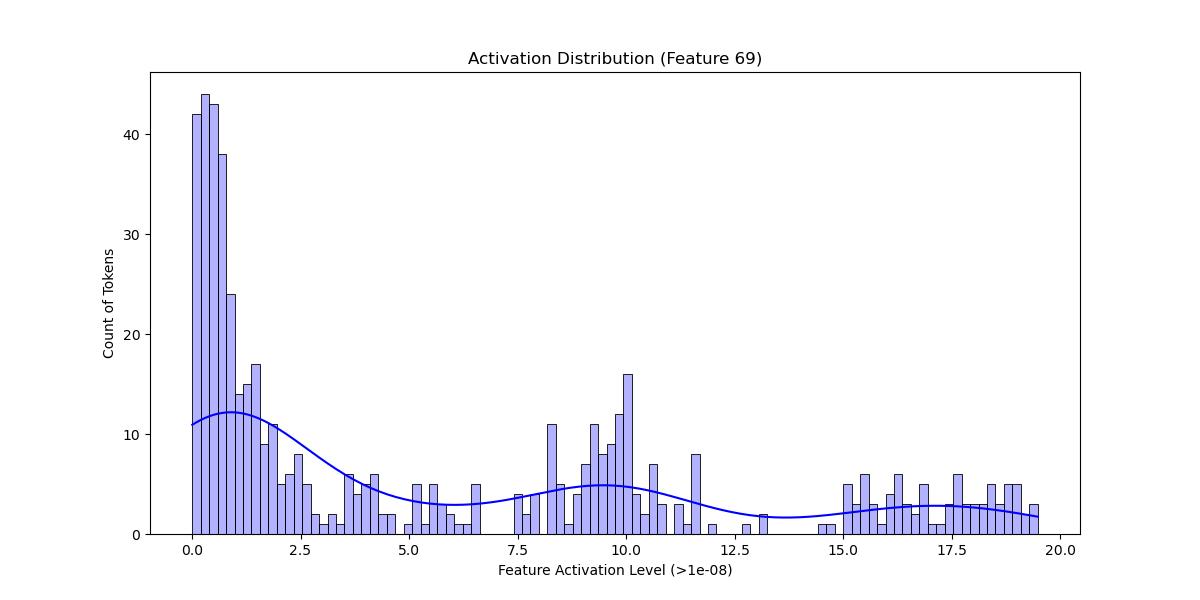 Activation Distribution (Feature 69)
Count of Tokens
40
30
20
10
0
0.0 2.5 5.0 7.5 10.0 12.5 15.0 17.5 20.0
Feature Activation Level (>1e-08)